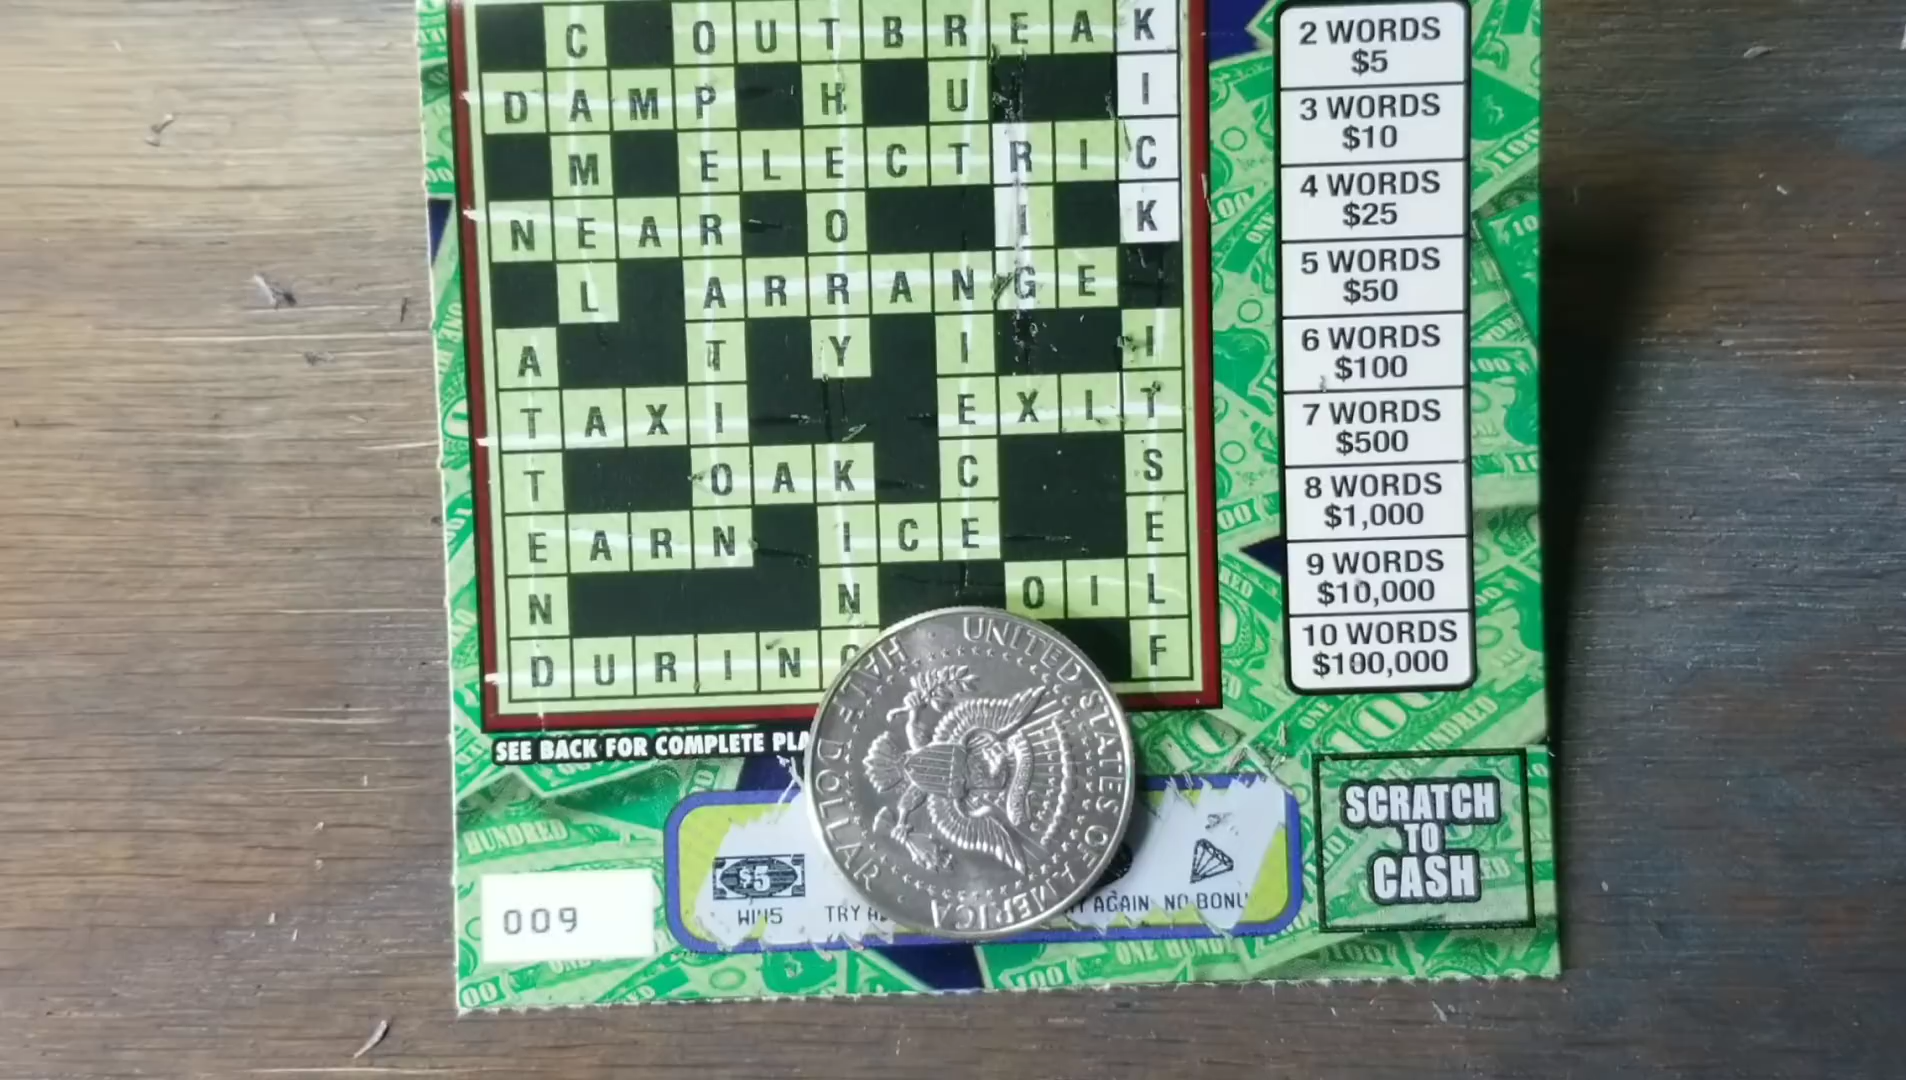 C OUTBREAK
DAMP H U I
M ELECTRIC
NEAR O I K
L ARRANGE
A T Y I I
TAXI EXIT
T OAK C S
EARN ICE E
N N OIL
DURING F
2 WORDS
$5
3 WORDS
$10
4 WORDS
$25
5 WORDS
$50
6 WORDS
$100
7 WORDS
$500
8 WORDS
$1,000
9 WORDS
$10,000
10 WORDS
$100,000
SEE BACK FOR COMPLETE
UNITED STATES OF AMERICA
HALF DOLLAR
$5
WIN5 TRY AGAIN NO
SCRATCH
TO
CASH
009